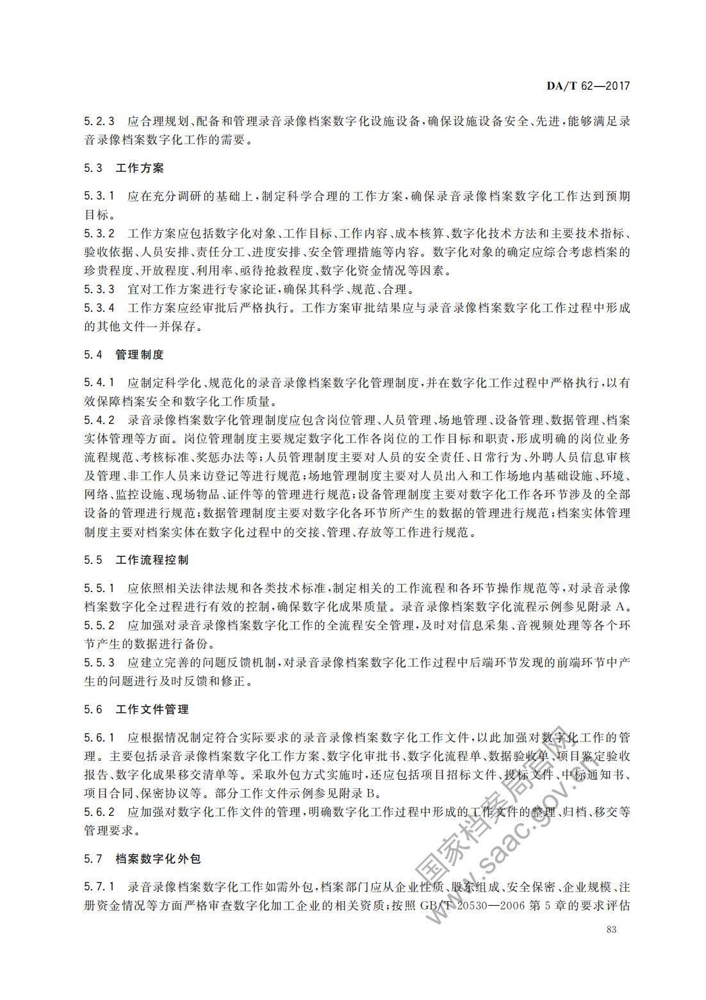 DA/T 62—2017
5.2.3 应合理规划、配备和管理录音录像档案数字化设施设备,确保设施设备安全、先进,能够满足录
音录像档案数字化工作的需要。
5.3 工作方案
5.3.1 应在充分调研的基础上,制定科学合理的工作方案,确保录音录像档案数字化工作达到预期
目标。
5.3.2 工作方案应包括数字化对象、工作目标、工作内容、成本核算、数字化技术方法和主要技术指标、
验收依据、人员安排、责任分工、进度安排、安全管理措施等内容。数字化对象的确定应综合考虑档案的
珍贵程度、开放程度、利用率、亟待抢救程度、数字化资金情况等因素。
5.3.3 宜对工作方案进行专家论证,确保其科学、规范、合理。
5.3.4 工作方案应经审批后严格执行。工作方案审批结果应与录音录像档案数字化工作过程中形成
的其他文件一并保存。
5.4 管理制度
5.4.1 应制定科学化、规范化的录音录像档案数字化管理制度,并在数字化工作过程中严格执行,以有
效保障档案安全和数字化工作质量。
5.4.2 录音录像档案数字化管理制度应包含岗位管理、人员管理、场地管理、设备管理、数据管理、档案
实体管理等方面。岗位管理制度主要规定数字化工作各岗位的工作目标和职责,形成明确的岗位业务
流程规范、考核标准、奖惩办法等;人员管理制度主要对人员的安全责任、日常行为、外聘人员信息审核
及管理、非工作人员来访登记等进行规范;场地管理制度主要对人员出入和工作场地内基础设施、环境、
网络、监控设施、现场物品、证件等的管理进行规范;设备管理制度主要对数字化工作各环节涉及的全部
设备的管理进行规范;数据管理制度主要对数字化各环节所产生的数据的管理进行规范;档案实体管理
制度主要对档案实体在数字化过程中的交接、管理、存放等工作进行规范。
5.5 工作流程控制
5.5.1 应依照相关法律法规和各类技术标准,制定相关的工作流程和各环节操作规范等,对录音录像
档案数字化全过程进行有效的控制,确保数字化成果质量。录音录像档案数字化流程示例参见附录 A。
5.5.2 应加强对录音录像档案数字化工作的全流程安全管理,及时对信息采集、音视频处理等各个环
节产生的数据进行备份。
5.5.3 应建立完善的问题反馈机制,对录音录像档案数字化工作过程中后端环节发现的前端环节中产
生的问题进行及时反馈和修正。
5.6 工作文件管理
5.6.1 应根据情况制定符合实际要求的录音录像档案数字化工作文件,以此加强对数字化工作的管
理。主要包括录音录像档案数字化工作方案、数字化审批书、数字化流程单、数据验收单、项目鉴定验收
报告、数字化成果移交清单等。采取外包方式实施时,还应包括项目招标文件、投标文件、中标通知书、
项目合同、保密协议等。部分工作文件示例参见附录 B。
5.6.2 应加强对数字化工作文件的管理,明确数字化工作过程中形成的工作文件的整理、归档、移交等
管理要求。
5.7 档案数字化外包
5.7.1 录音录像档案数字化工作如需外包,档案部门应从企业性质、股东组成、安全保密、企业规模、注
册资金情况等方面严格审查数字化加工企业的相关资质;按照 GB/T 20530—2006 第 5 章的要求评估
国家档案局官网
www.saac.gov.cn
83